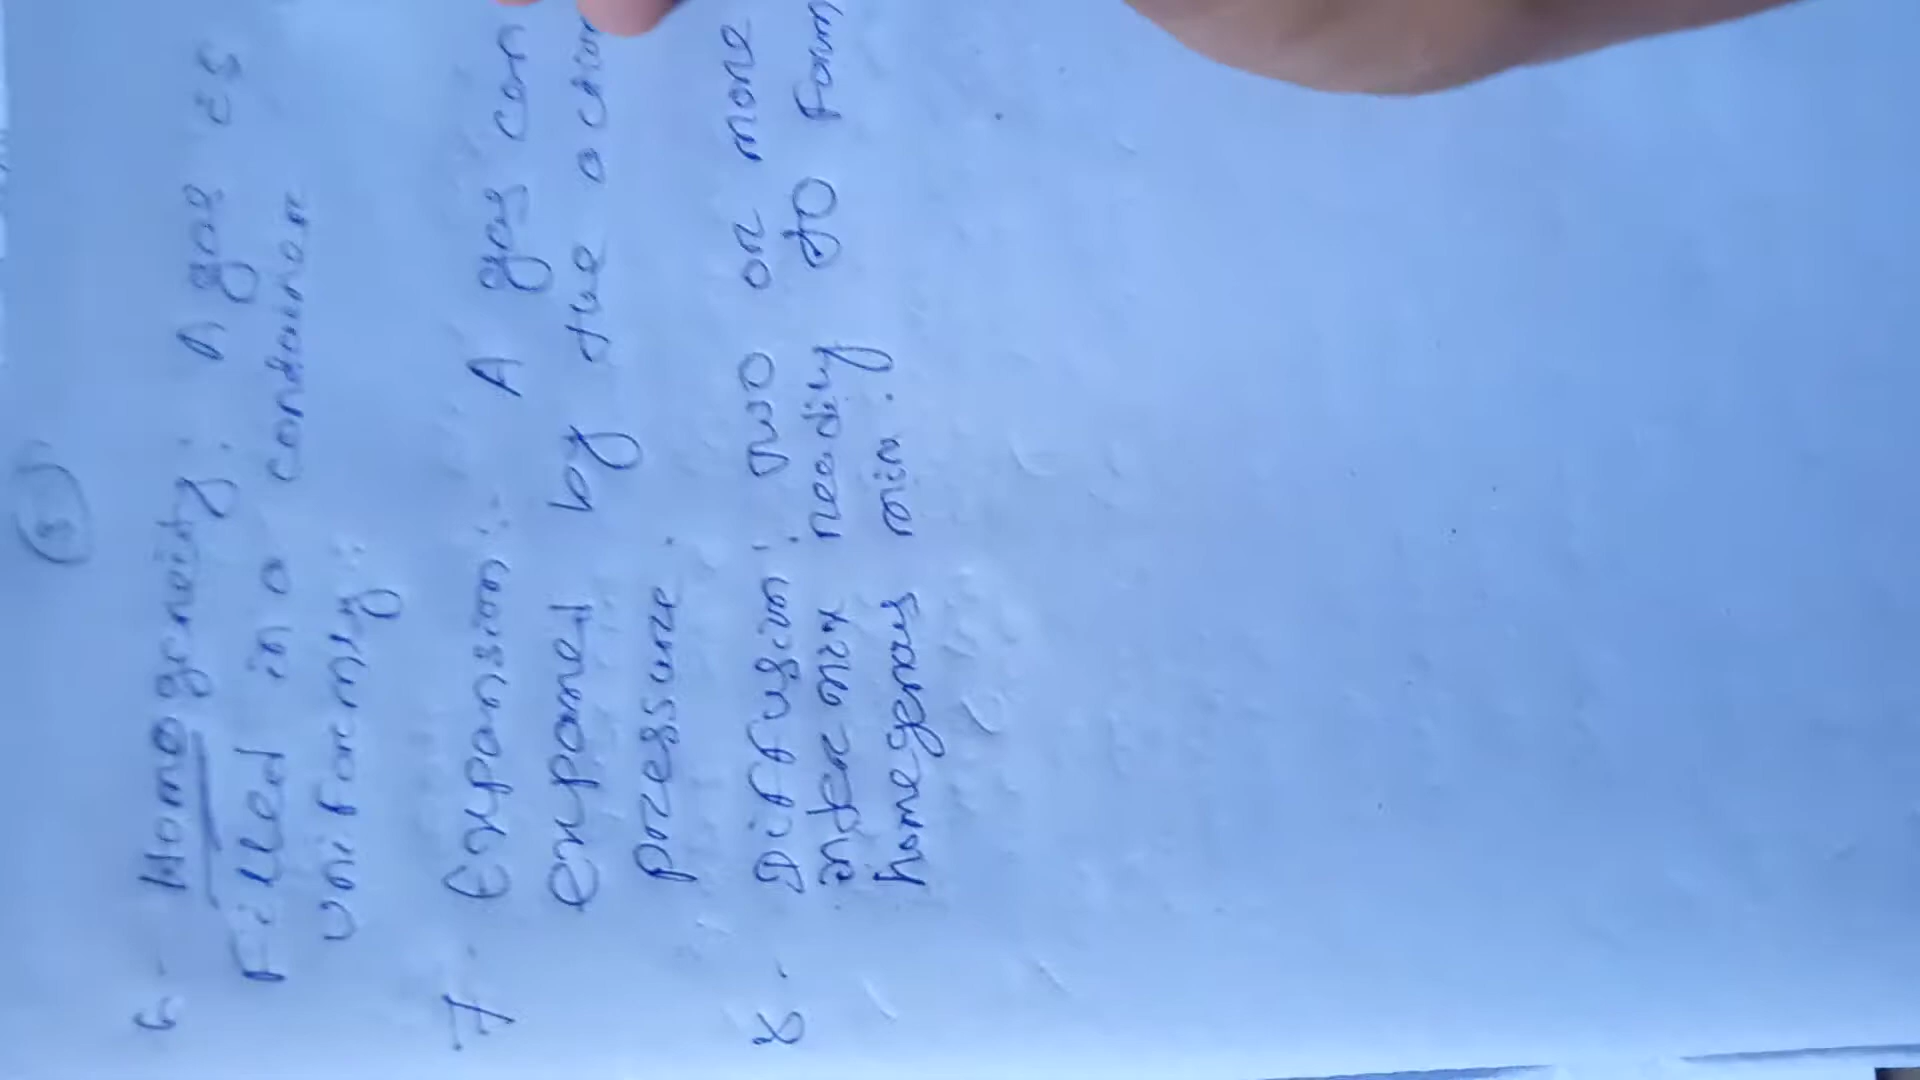 (3)
6- Homogeneity: A gas is
Filled in a container
uniformly:
7. Expansion:- A gas can
expaned by the action
pressure.
8. Diffusion: Two or more
intermix readily to form
homogenous mix.